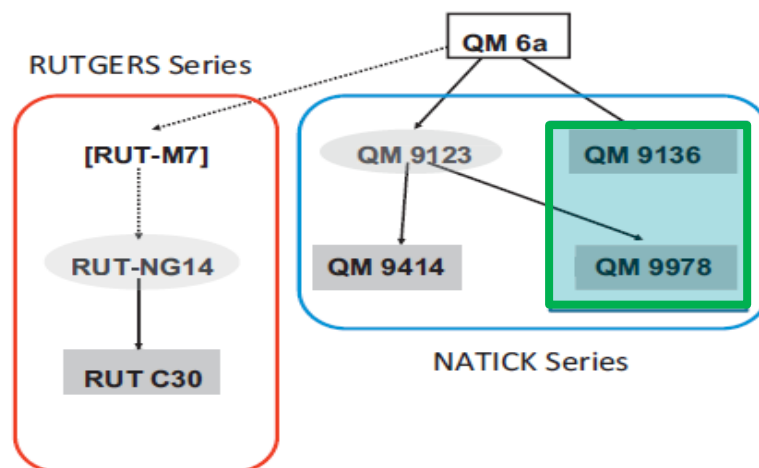 QM 6a
RUTGERS Series
[RUT-M7]
QM 9123
QM 9136
RUT-NG14
QM 9414
QM 9978
RUT C30
NATICK Series